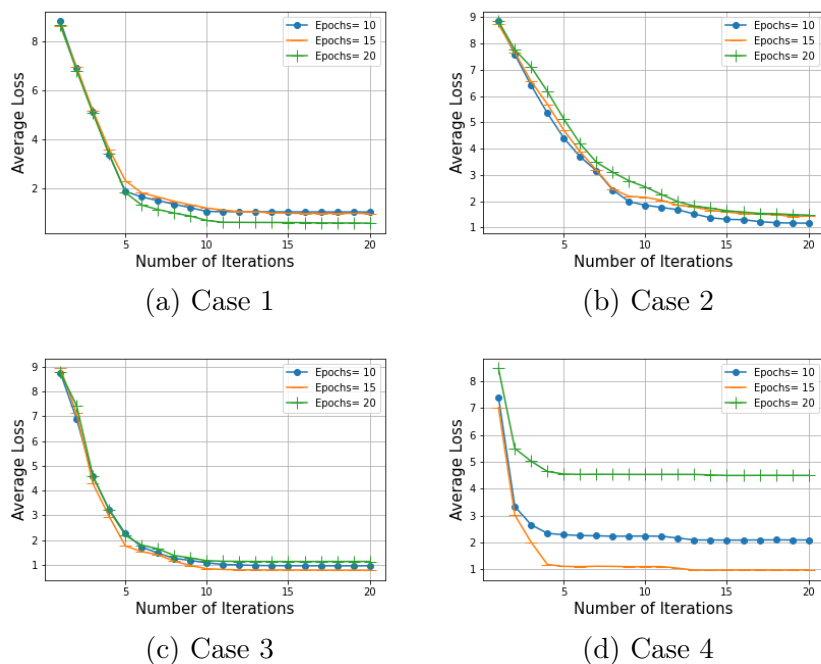 Epochs= 10
Epochs= 15
Epochs= 20
Average Loss
8
6
4
2
5
10
15
20
Number of Iterations
(a) Case 1
Epochs= 10
Epochs= 15
Epochs= 20
Average Loss
9
8
7
6
5
4
3
2
1
5
10
15
20
Number of Iterations
(b) Case 2
Epochs= 10
Epochs= 15
Epochs= 20
Average Loss
9
8
7
6
5
4
3
2
1
5
10
15
20
Number of Iterations
(c) Case 3
Epochs= 10
Epochs= 15
Epochs= 20
Average Loss
8
7
6
5
4
3
2
1
5
10
15
20
Number of Iterations
(d) Case 4